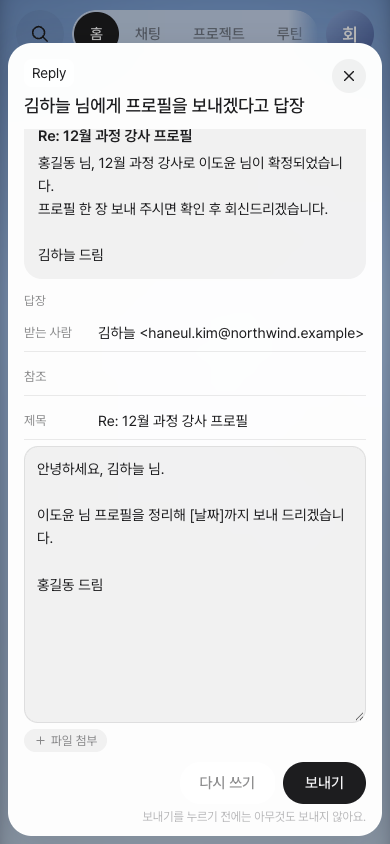 홈 채팅 프로젝트 루틴 회
Reply
김하늘 님에게 프로필을 보내겠다고 답장
Re: 12월 과정 강사 프로필
홍길동 님, 12월 과정 강사로 이도윤 님이 확정되었습니
다.
프로필 한 장 보내 주시면 확인 후 회신드리겠습니다.
김하늘 드림
답장
받는 사람 김하늘 <haneul.kim@northwind.example>
참조
제목 Re: 12월 과정 강사 프로필
안녕하세요, 김하늘 님.
이도윤 님 프로필을 정리해 [날짜]까지 보내 드리겠습니
다.
홍길동 드림
+ 파일 첨부
다시 쓰기 보내기
보내기를 누르기 전에는 아무것도 보내지 않아요.